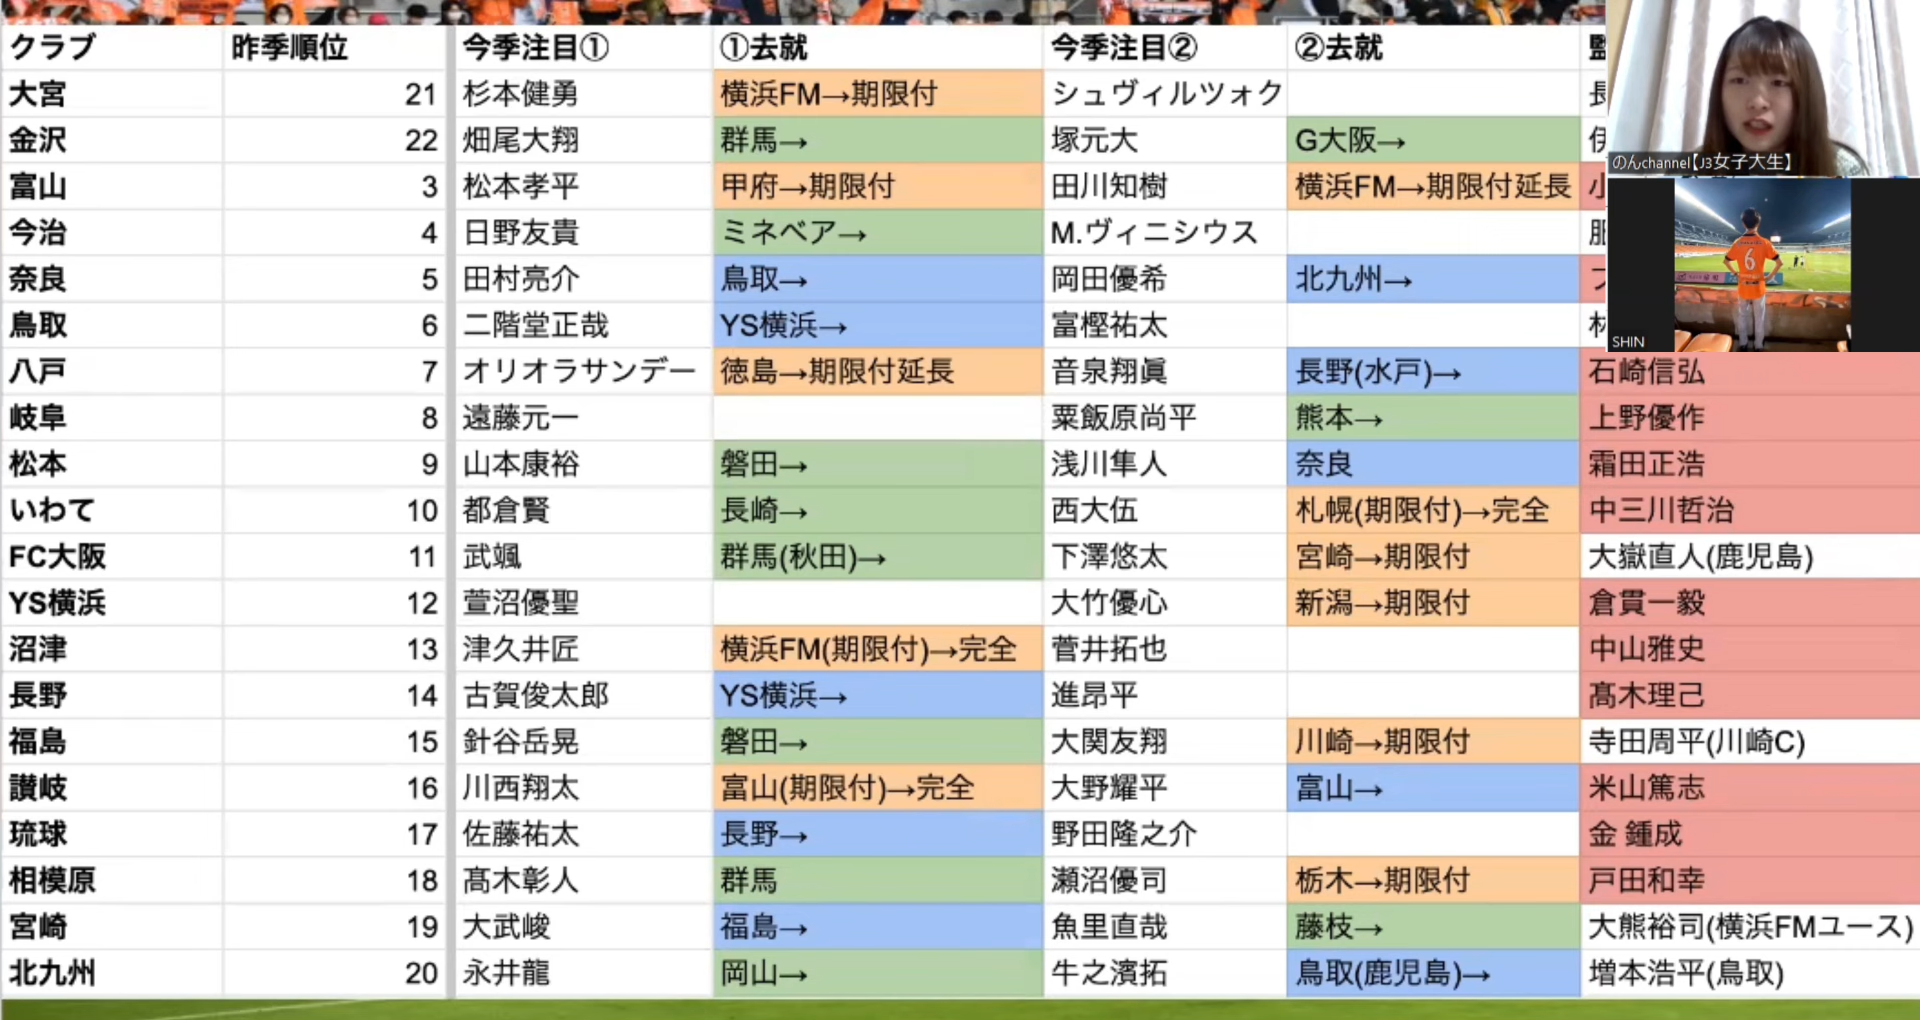 クラブ 昨季順位 今季注目① ①去就 今季注目② ②去就
大宮 21 杉本健勇 横浜FM→期限付 シュヴィルツォク 長
金沢 22 畑尾大翔 群馬→ 塚元大 G大阪→ 伊
のんchannel【J3女子大生】
富山 3 松本孝平 甲府→期限付 田川知樹 横浜FM→期限付延長 小
今治 4 日野友貴 ミネベア→ M.ヴィニシウス 服
奈良 5 田村亮介 鳥取→ 岡田優希 北九州→ フ
鳥取 6 二階堂正哉 YS横浜→ 富樫祐太 林
6
SHIN
八戸 7 オリオラサンデー 徳島→期限付延長 音泉翔眞 長野(水戸)→ 石崎信弘
岐阜 8 遠藤元一 粟飯原尚平 熊本→ 上野優作
松本 9 山本康裕 磐田→ 浅川隼人 奈良 霜田正浩
いわて 10 都倉賢 長崎→ 西大伍 札幌(期限付)→完全 中三川哲治
FC大阪 11 武颯 群馬(秋田)→ 下澤悠太 宮崎→期限付 大嶽直人(鹿児島)
YS横浜 12 萱沼優聖 大竹優心 新潟→期限付 倉貫一毅
沼津 13 津久井匠 横浜FM(期限付)→完全 菅井拓也 中山雅史
長野 14 古賀俊太郎 YS横浜→ 進昂平 髙木理己
福島 15 針谷岳晃 磐田→ 大関友翔 川崎→期限付 寺田周平(川崎C)
讃岐 16 川西翔太 富山(期限付)→完全 大野耀平 富山→ 米山篤志
琉球 17 佐藤祐太 長野→ 野田隆之介 金 鍾成
相模原 18 髙木彰人 群馬 瀬沼優司 栃木→期限付 戸田和幸
宮崎 19 大武峻 福島→ 魚里直哉 藤枝→ 大熊裕司(横浜FMユース)
北九州 20 永井龍 岡山→ 牛之濱拓 鳥取(鹿児島)→ 増本浩平(鳥取)